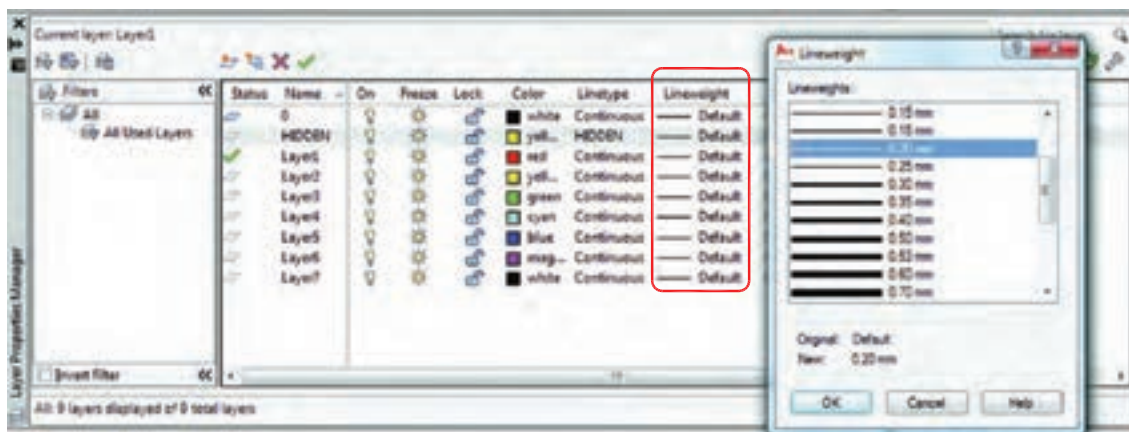 Current layer: Layer1
Filters
All
All Used Layers
Invert filter
Status Name On Freeze Lock Color Linetype Lineweight
0 white Continuous Default
HIDDEN yell... HIDDEN Default
Layer1 red Continuous Default
Layer2 yell... Continuous Default
Layer3 green Continuous Default
Layer4 cyan Continuous Default
Layer5 blue Continuous Default
Layer6 mag... Continuous Default
Layer7 white Continuous Default
Layer Properties Manager
All: 9 layers displayed of 9 total layers
Lineweight
Lineweights:
0.15 mm
0.20 mm
0.25 mm
0.30 mm
0.35 mm
0.40 mm
0.50 mm
0.53 mm
0.60 mm
0.70 mm
Original: Default
New: 0.20 mm
OK Cancel Help